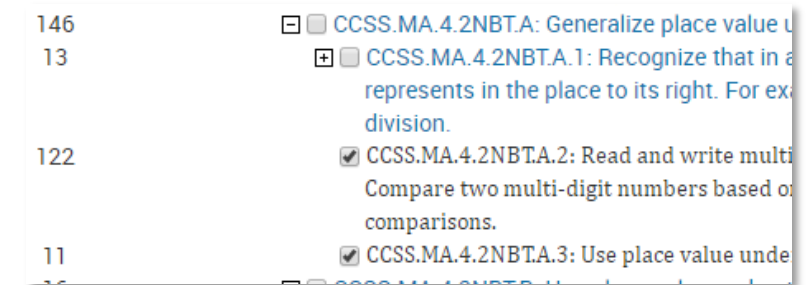 146 CCSS.MA.4.2NBT.A: Generalize place value u
13 CCSS.MA.4.2NBT.A.1: Recognize that in a
represents in the place to its right. For exa
division.
122 CCSS.MA.4.2NBT.A.2: Read and write multi
Compare two multi-digit numbers based o
comparisons.
11 CCSS.MA.4.2NBT.A.3: Use place value unde